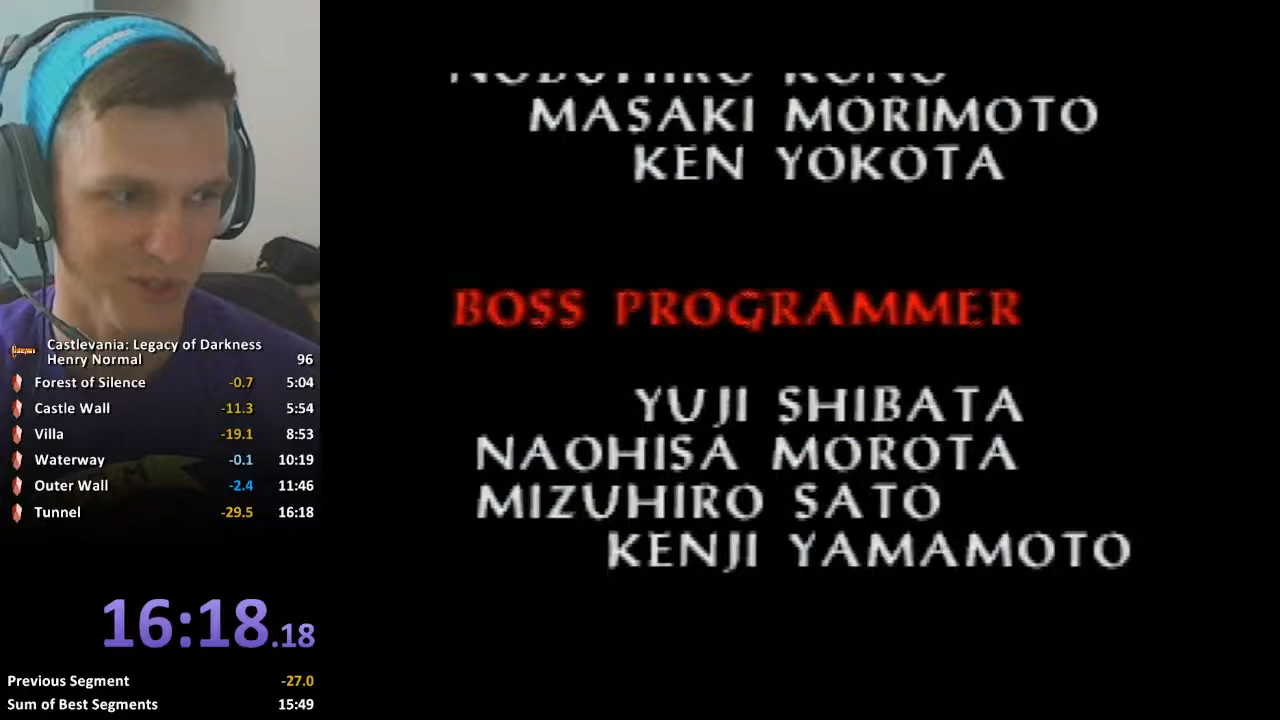 Castlevania: Legacy of Darkness
Henry Normal 96
Forest of Silence -0.7 5:04
Castle Wall -11.3 5:54
Villa -19.1 8:53
Waterway -0.1 10:19
Outer Wall -2.4 11:46
Tunnel -29.5 16:18
16:18.18
Previous Segment -27.0
Sum of Best Segments 15:49
NOBUHIRO KONO
MASAKI MORIMOTO
KEN YOKOTA
BOSS PROGRAMMER
YUJI SHIBATA
NAOHISA MOROTA
MIZUHIRO SATO
KENJI YAMAMOTO